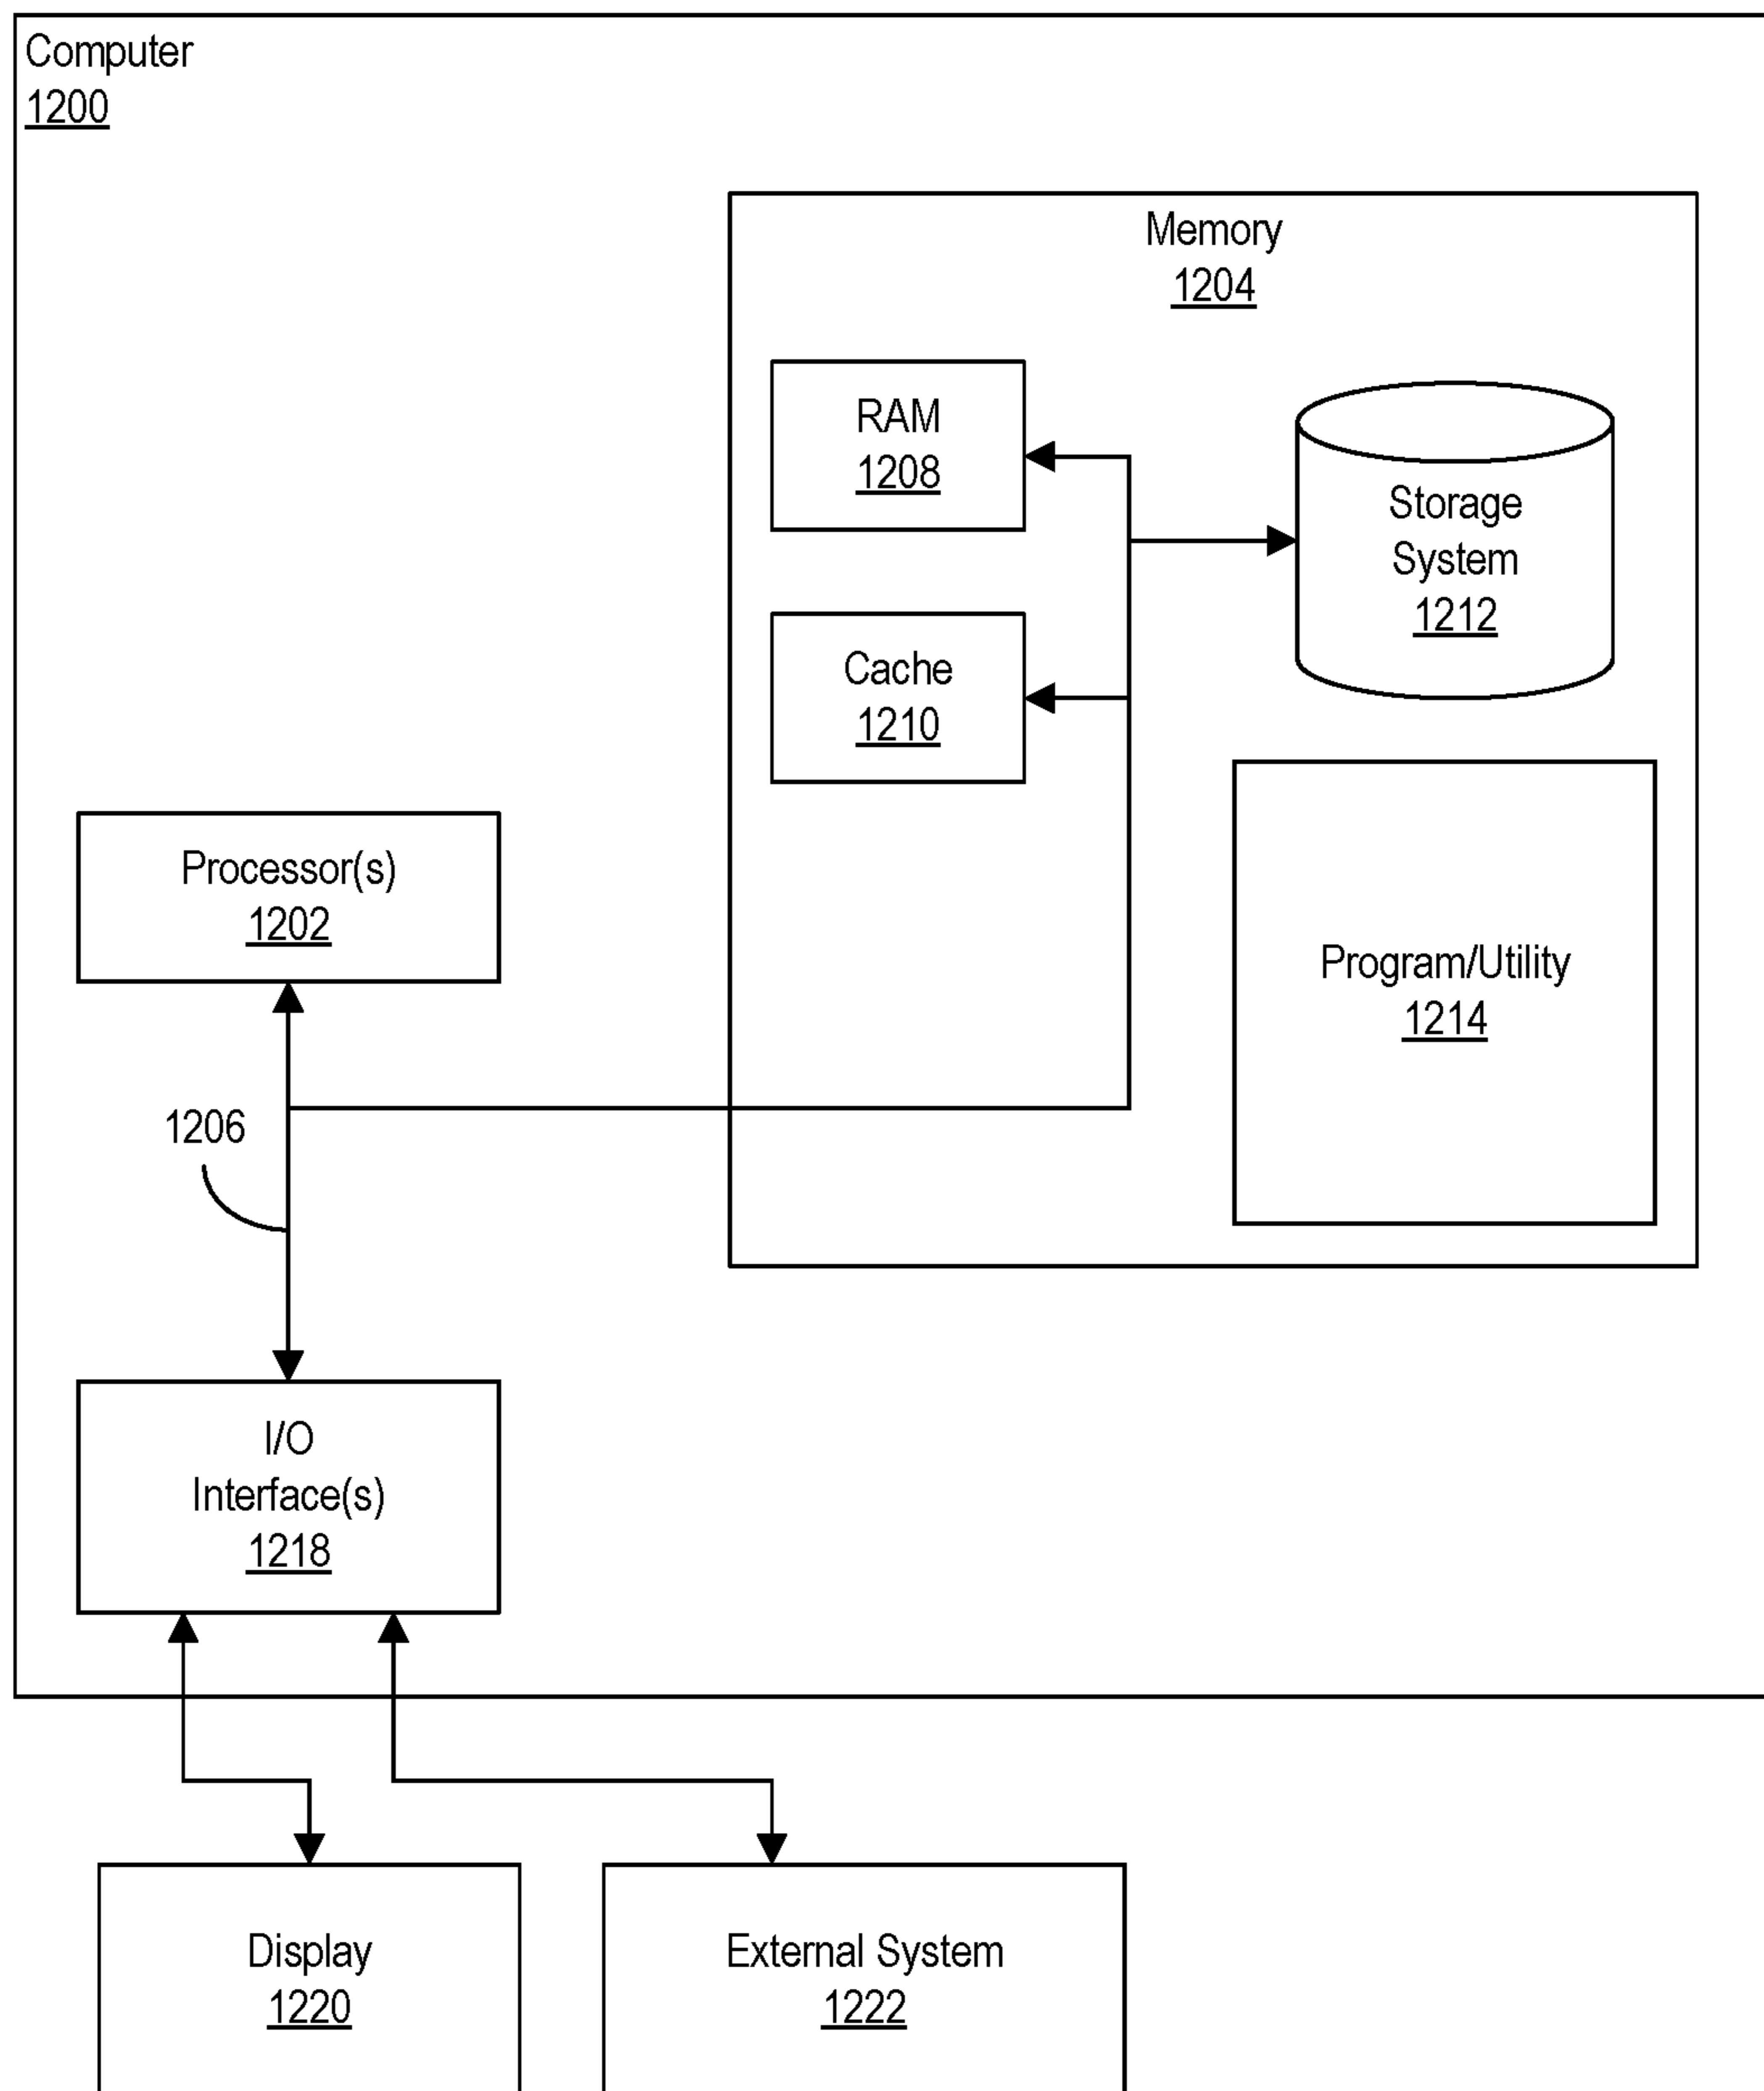 Computer
1200
Memory
1204
RAM
1208
Storage
System
1212
Cache
1210
Processor(s)
1202
Program/Utility
1214
1206
I/O
Interface(s)
1218
Display
1220
External System
1222